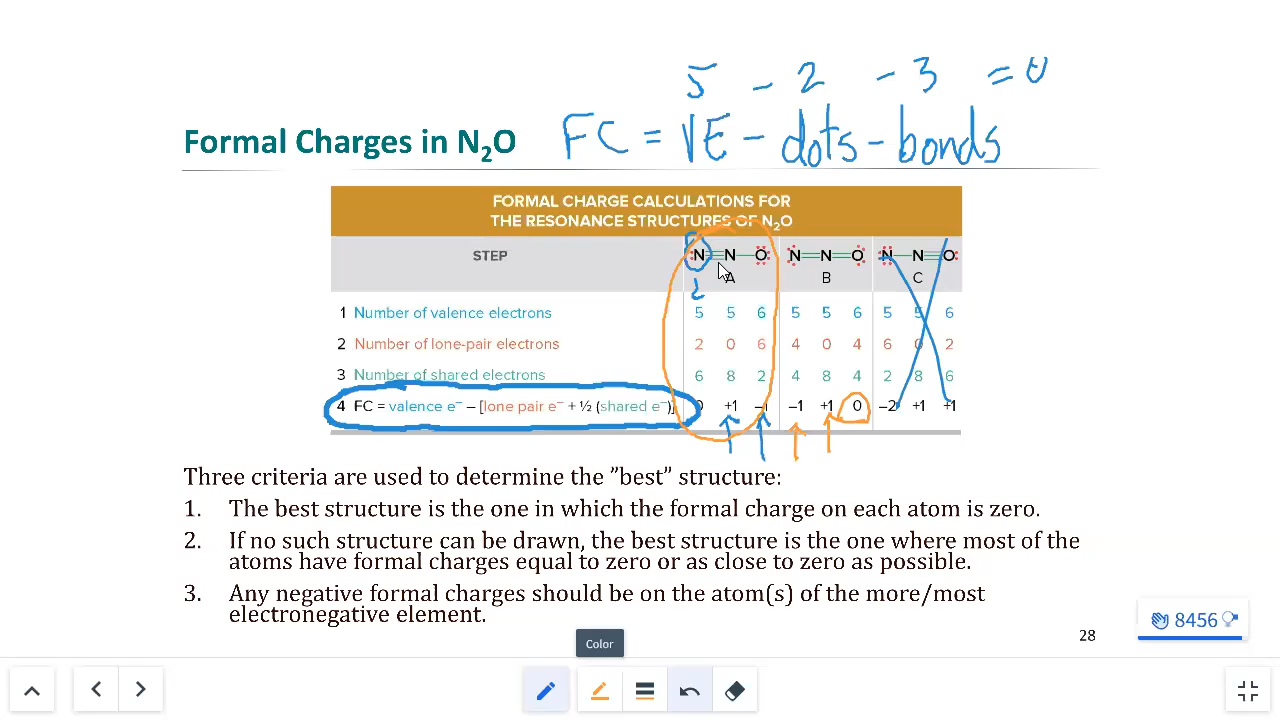 5 - 2 - 3 = 0
Formal Charges in N₂O
FC = VE - dots - bonds
FORMAL CHARGE CALCULATIONS FOR
THE RESONANCE STRUCTURES OF N₂O
STEP
N≡N—O N=N=O N—N≡O
A B C
2
1 Number of valence electrons 5 5 6 5 5 6 5 5 6
2 Number of lone-pair electrons 2 0 6 4 0 4 6 0 2
3 Number of shared electrons 6 8 2 4 8 4 2 8 6
4 FC = valence e⁻ – [lone pair e⁻ + ½ (shared e⁻)] 0 +1 –1 –1 +1 0 –2 +1 +1
Three criteria are used to determine the ”best” structure:
1. The best structure is the one in which the formal charge on each atom is zero.
2. If no such structure can be drawn, the best structure is the one where most of the
atoms have formal charges equal to zero or as close to zero as possible.
3. Any negative formal charges should be on the atom(s) of the more/most
electronegative element.
8456
28
Color